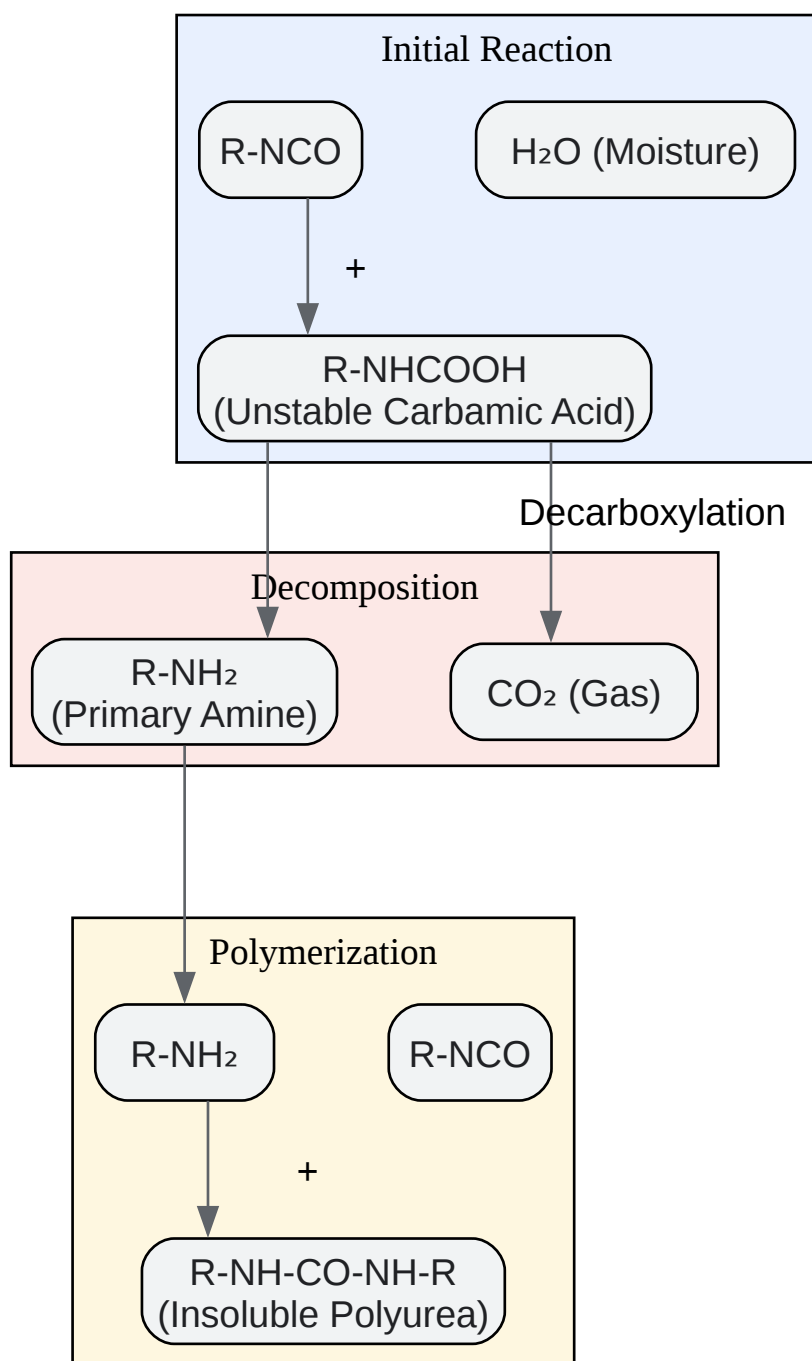 Initial Reaction
R-NCO
H₂O (Moisture)
+
R-NHCOOH
(Unstable Carbamic Acid)
Decarboxylation
Decomposition
R-NH₂
(Primary Amine)
CO₂ (Gas)
Polymerization
R-NH₂
R-NCO
+
R-NH-CO-NH-R
(Insoluble Polyurea)